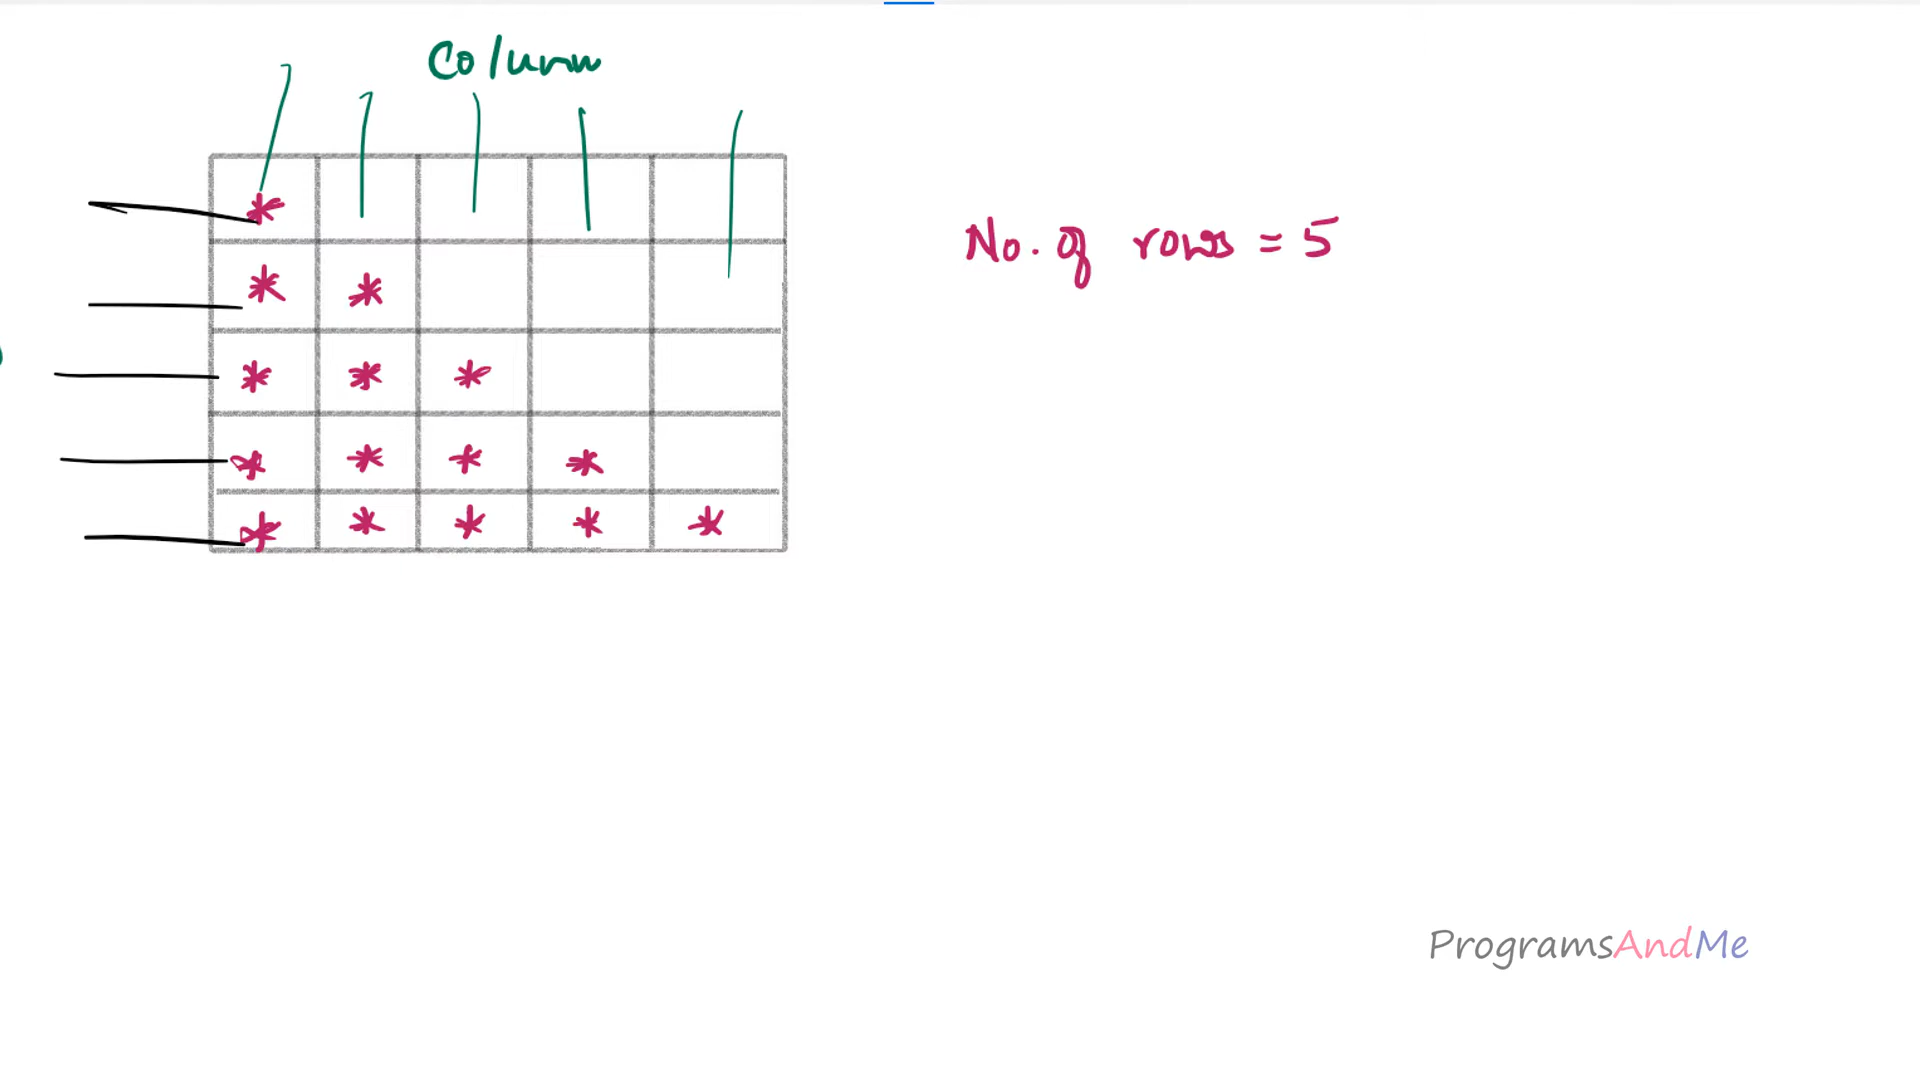 Column
No. of rows = 5
*
* *
* * *
* * * *
* * * * *
ProgramsAndMe